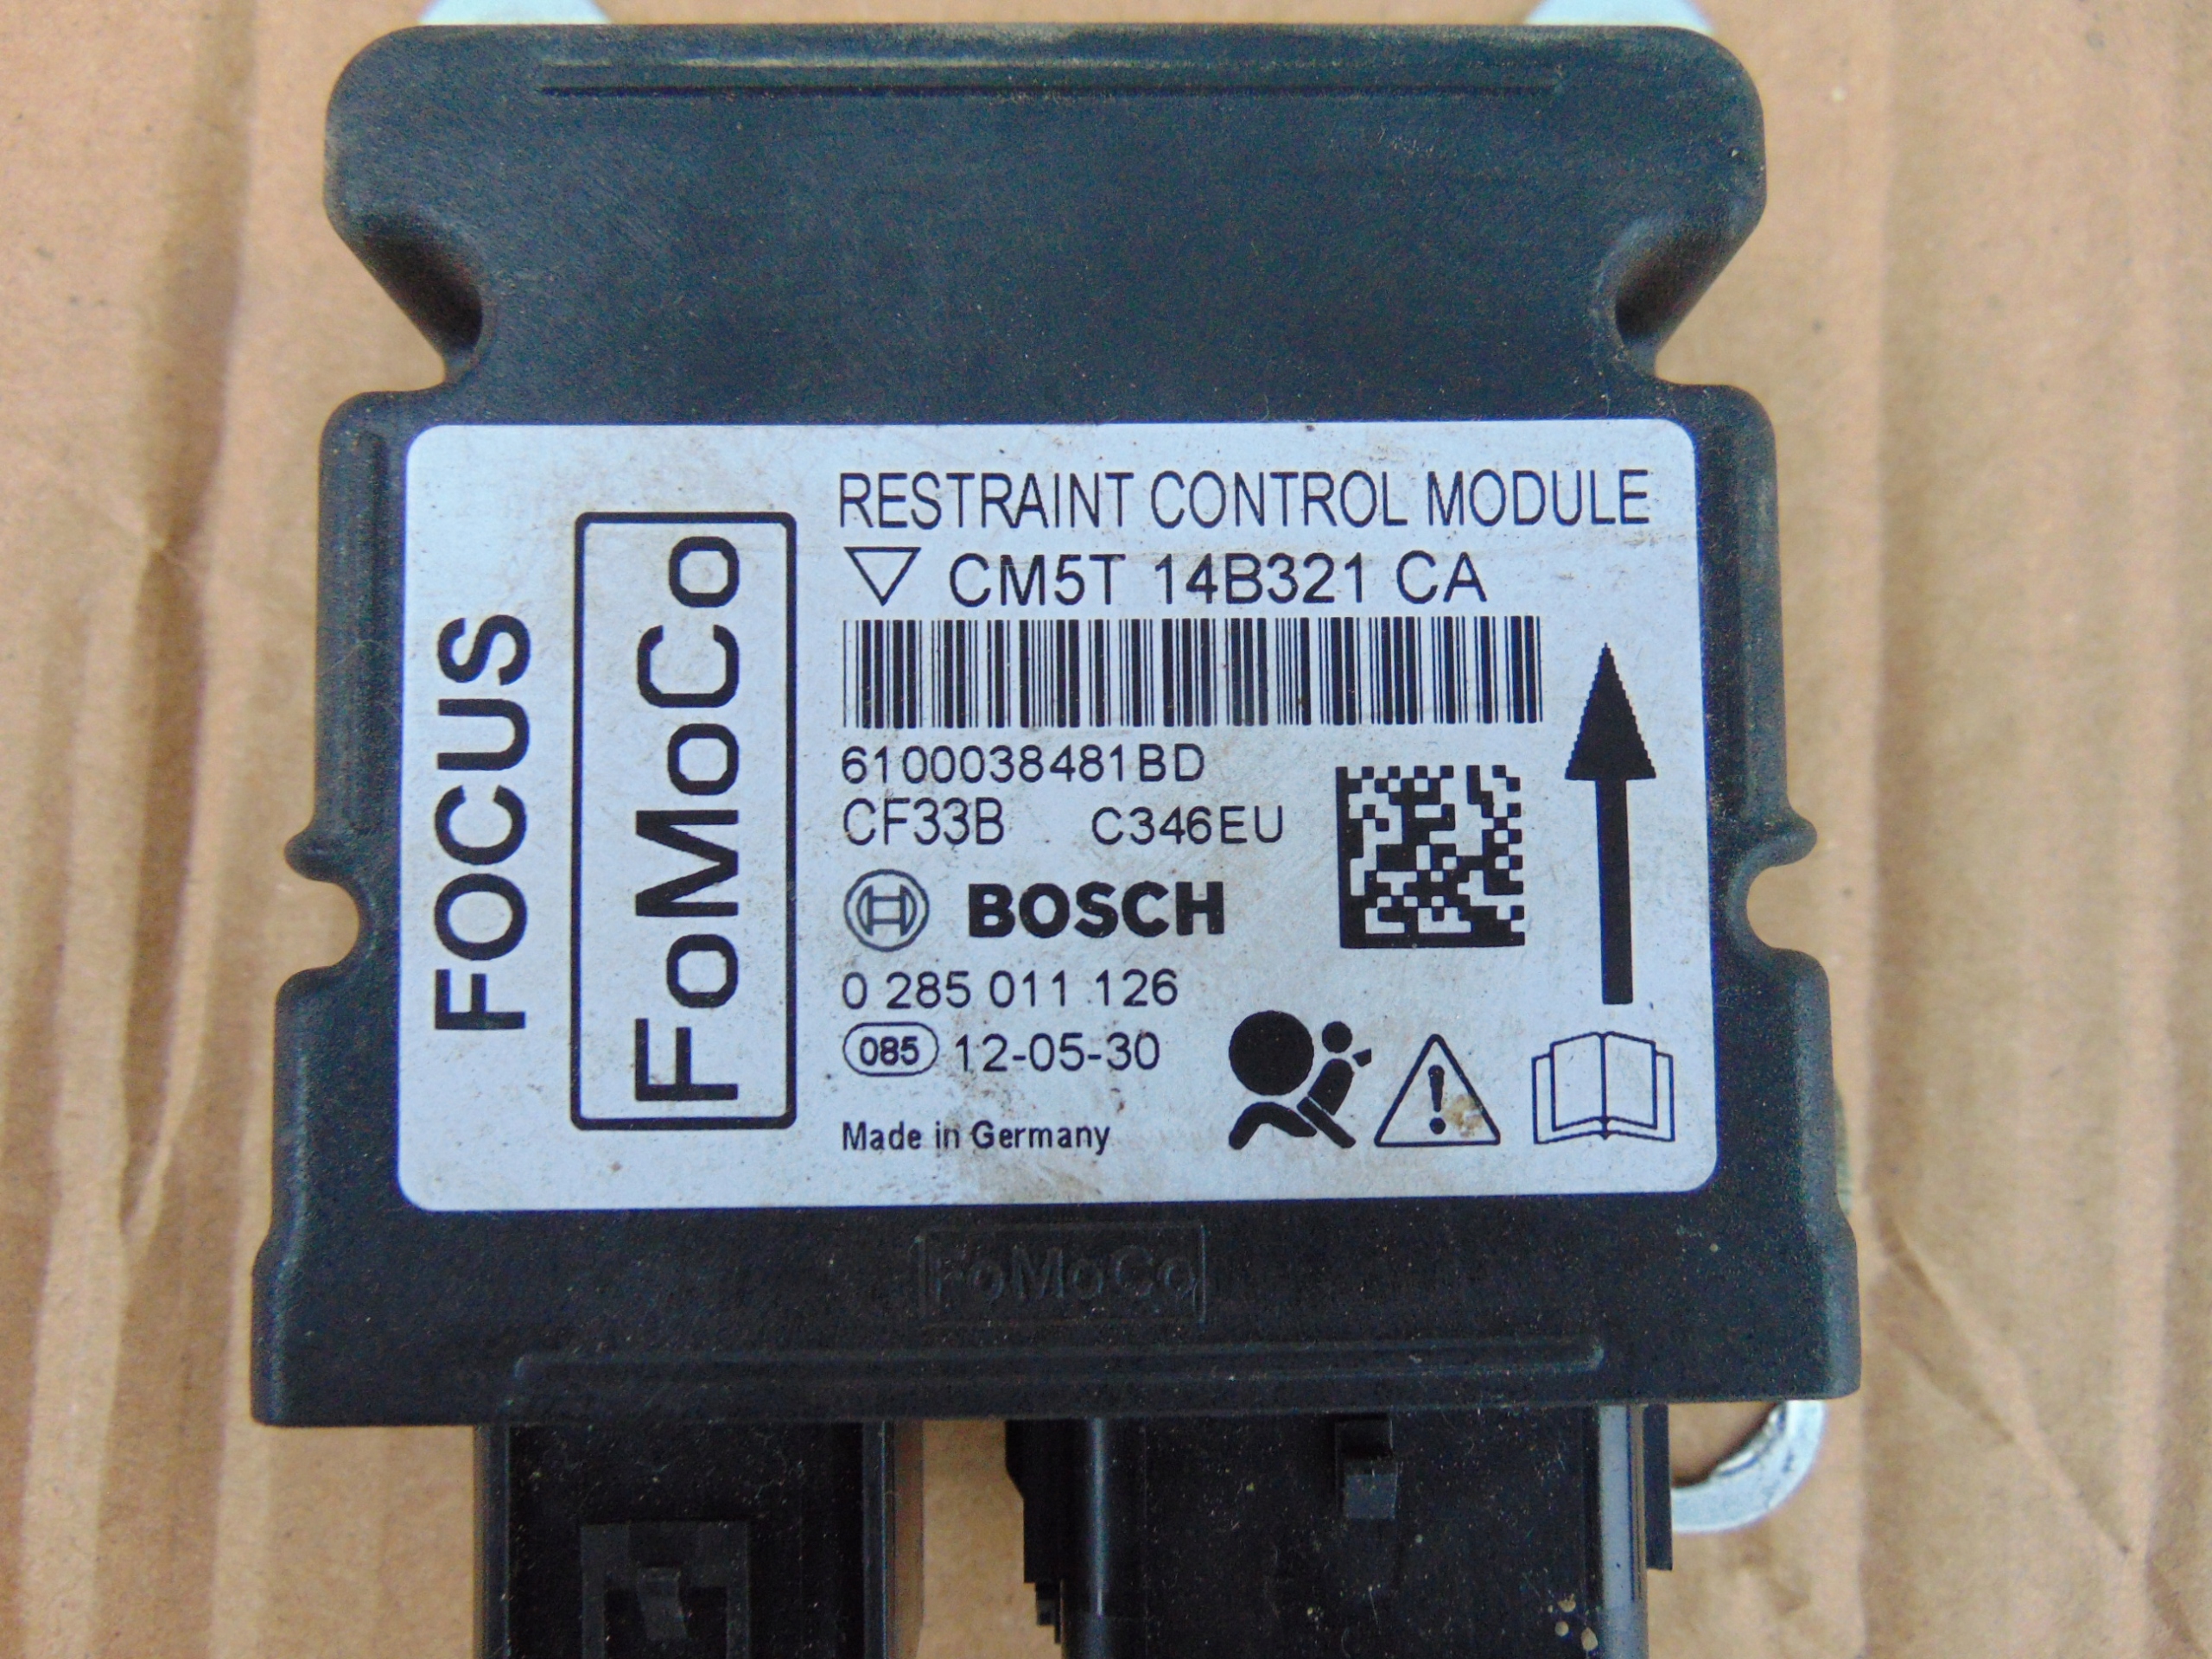 FOCUS
FoMoCo
RESTRAINT CONTROL MODULE
CM5T 14B321 CA
6100038481BD
CF33B C346EU
BOSCH
0 285 011 126
085 12-05-30
Made in Germany
FoMoCo